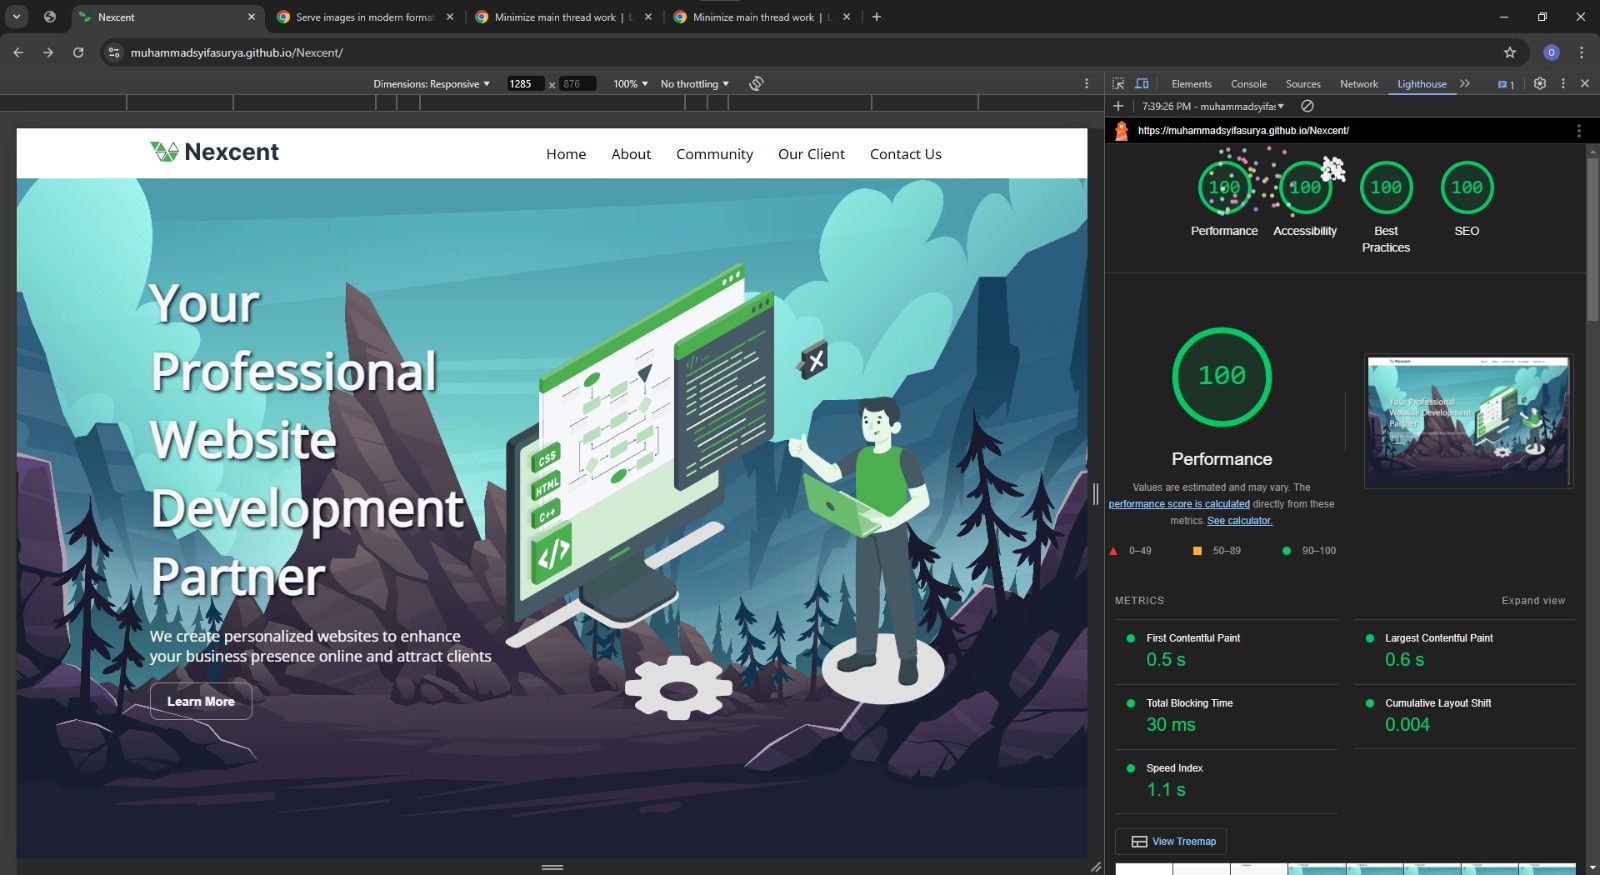 Nexcent
Serve images in modern format
Minimize main thread work | L
Minimize main thread work | L
muhammadsyifasurya.github.io/Nexcent/
O
Dimensions: Responsive 1285 x 876 100% No throttling
Elements Console Sources Network Lighthouse 1
7:39:26 PM - muhammadsyifas
https://muhammadsyifasurya.github.io/Nexcent/
Nexcent
Home About Community Our Client Contact Us
Your
Professional
Website
Development
Partner
We create personalized websites to enhance
your business presence online and attract clients
Learn More
CSS
HTML
C++
</>
X
100 100 100 100
Performance Accessibility Best Practices SEO
100
Performance
Values are estimated and may vary. The
performance score is calculated directly from these
metrics. See calculator.
0–49 50–89 90–100
Nexcent
Your Professional
Website Development
Partner
METRICS Expand view
First Contentful Paint
0.5 s
Largest Contentful Paint
0.6 s
Total Blocking Time
30 ms
Cumulative Layout Shift
0.004
Speed Index
1.1 s
View Treemap